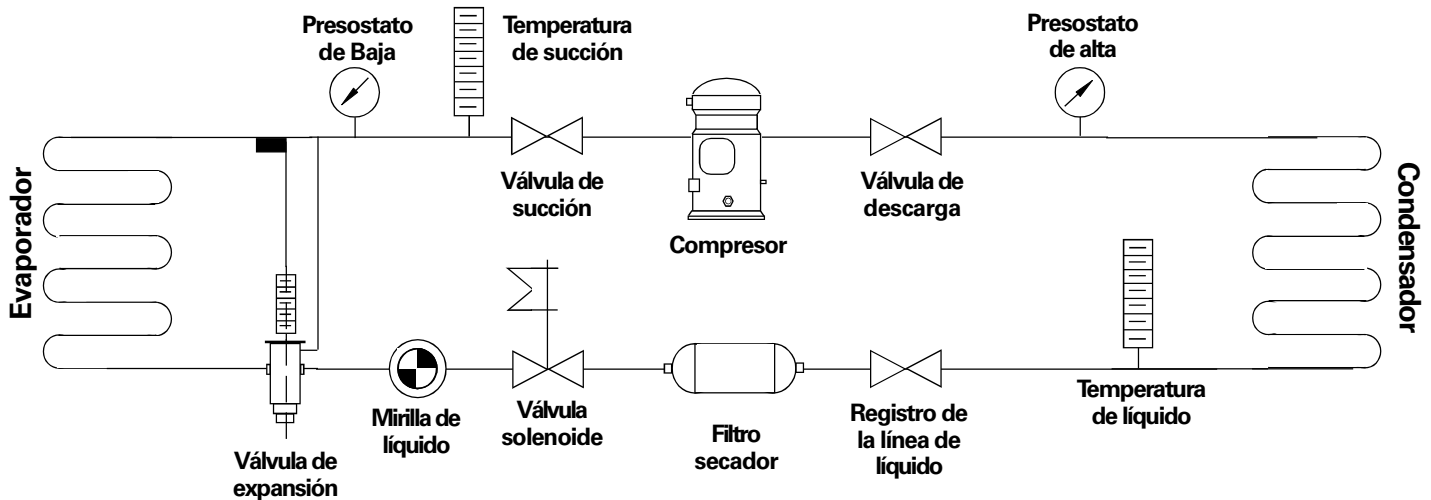 Presostato
de Baja
Temperatura
de succión
Presostato
de alta
Evaporador
Válvula de
succión
Compresor
Válvula de
descarga
Condensador
Válvula de
expansión
Mirilla de
líquido
Válvula
solenoide
Filtro
secador
Registro de
la línea de
líquido
Temperatura
de líquido